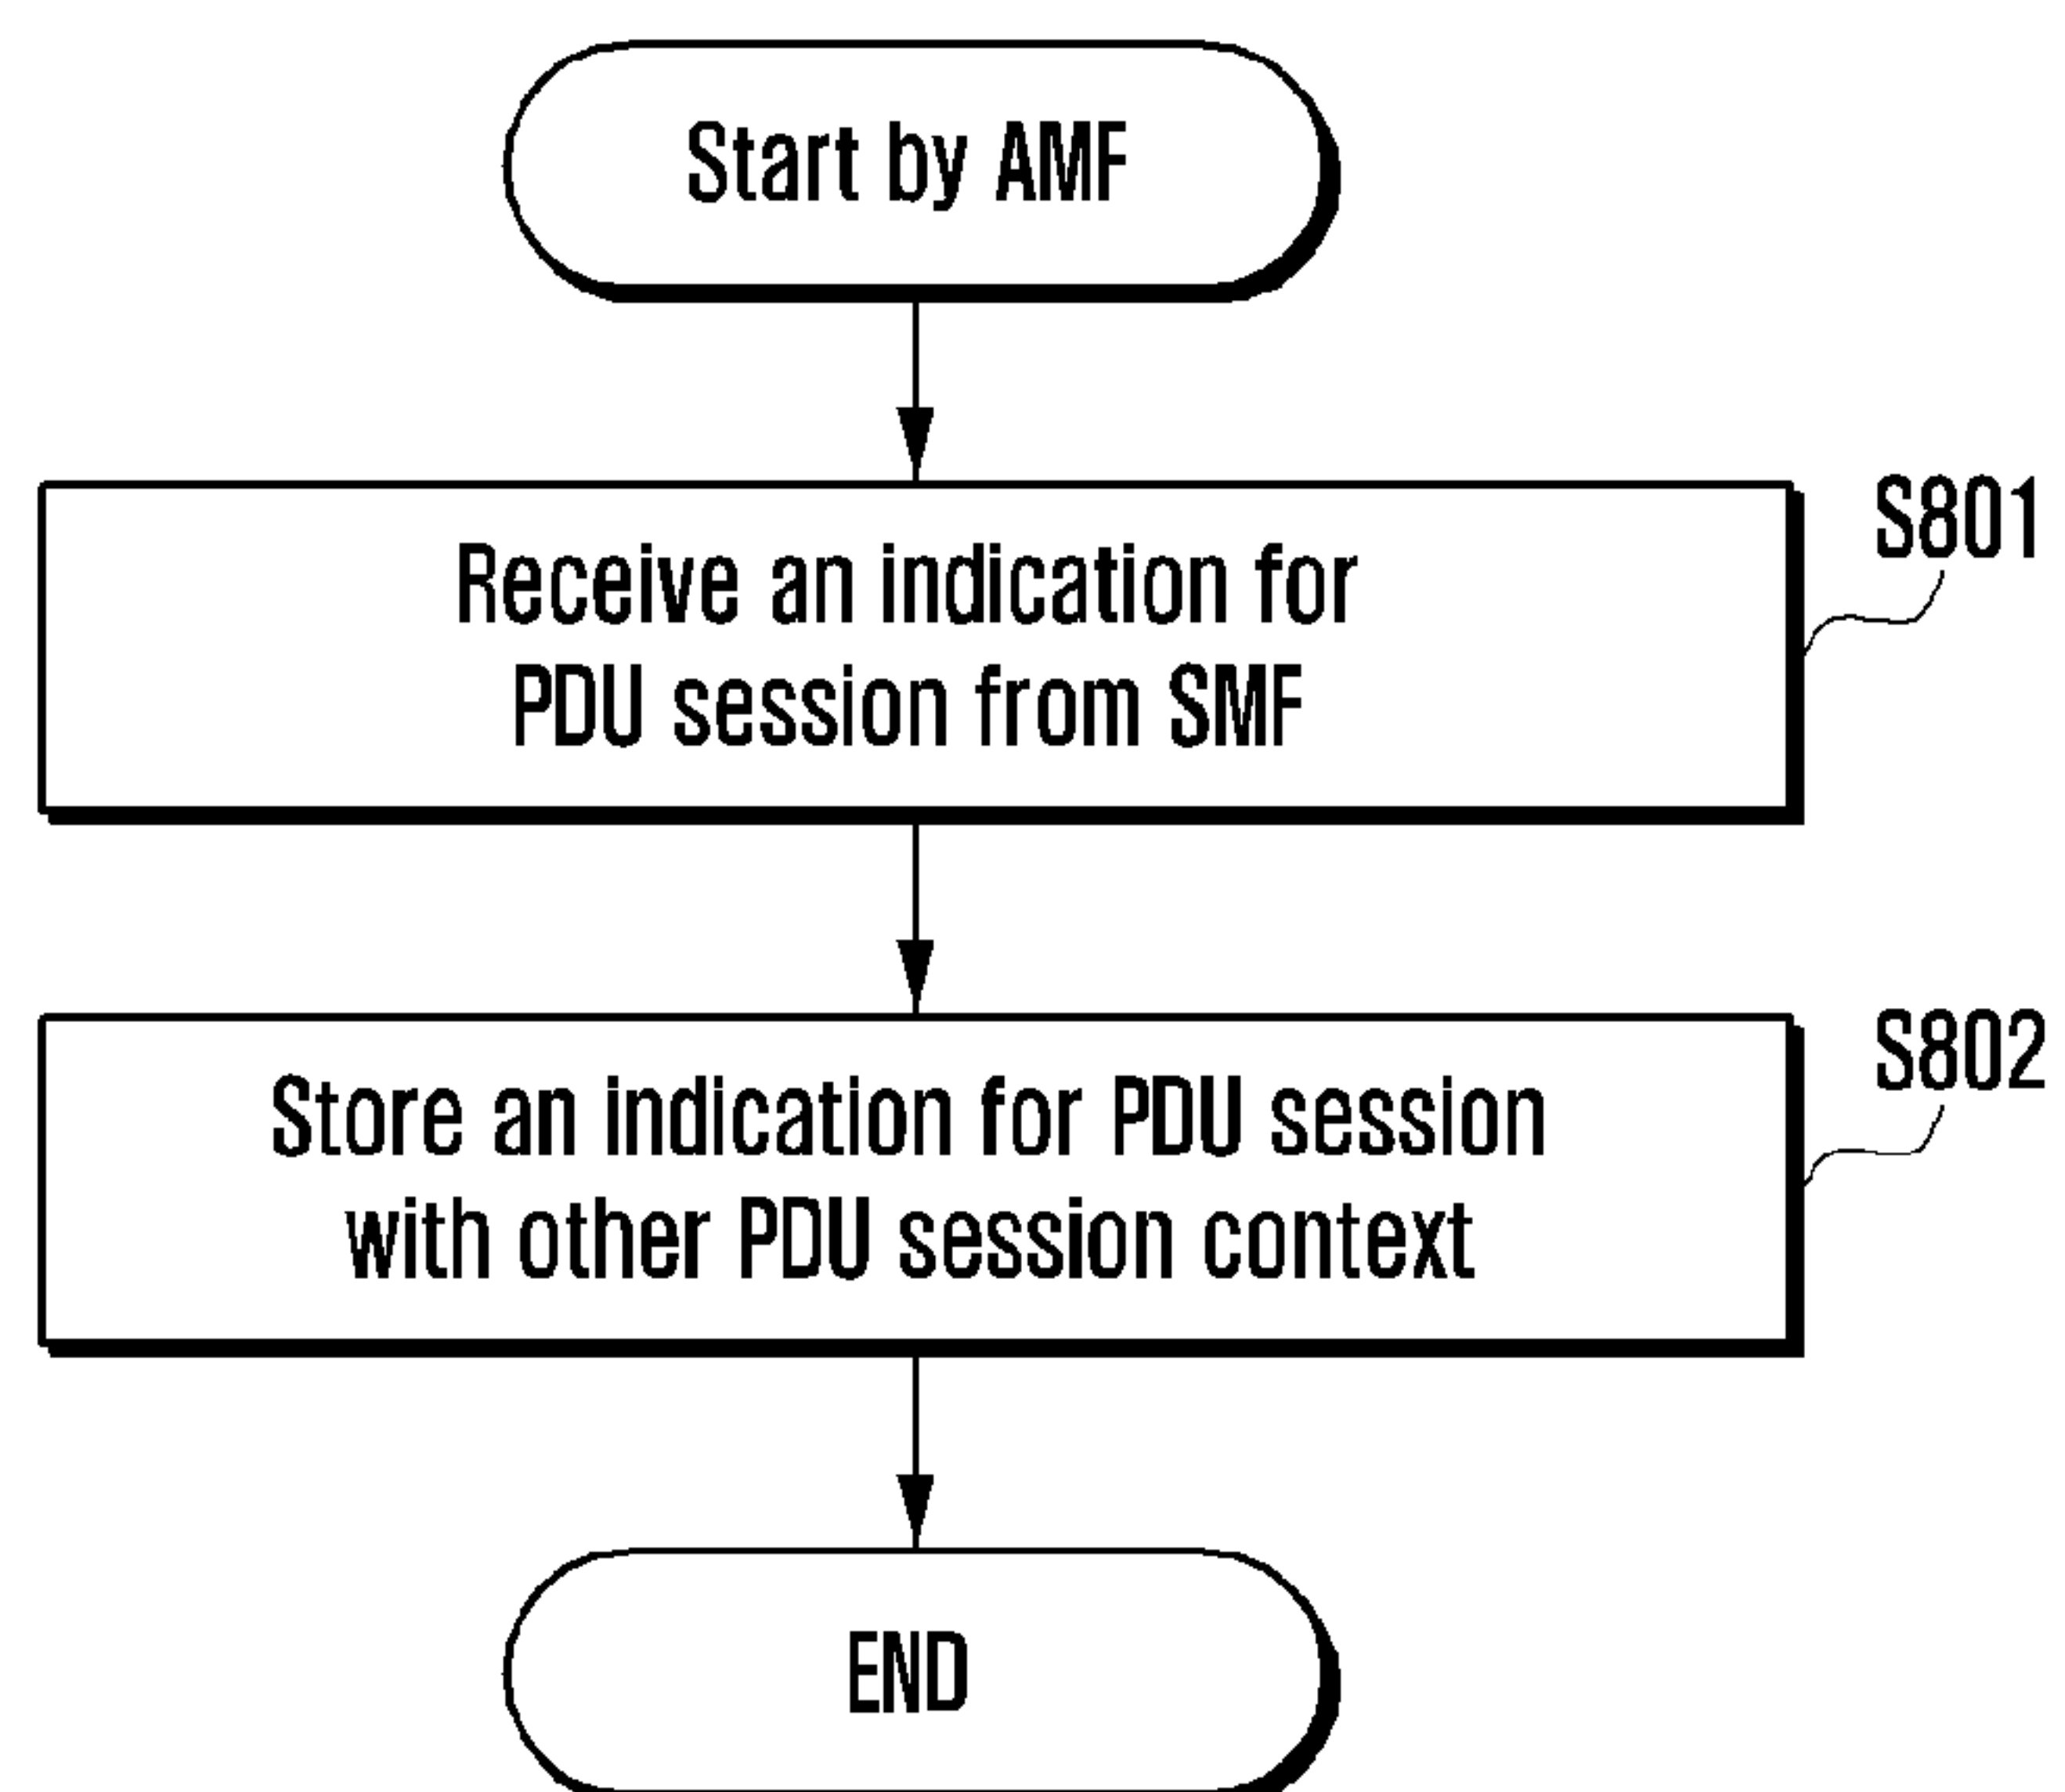 Start by AMF
S801
Receive an indication for
PDU session from SMF
S802
Store an indication for PDU session
with other PDU session context
END